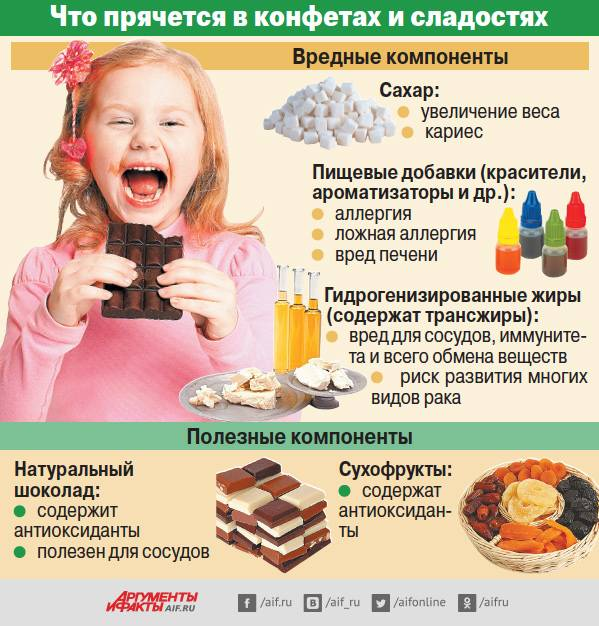 Что прячется в конфетах и сладостях
Вредные компоненты
Сахар:
увеличение веса
кариес
Пищевые добавки (красители,
ароматизаторы и др.):
аллергия
ложная аллергия
вред печени
Гидрогенизированные жиры
(содержат трансжиры):
вред для сосудов, иммуните-
та и всего обмена веществ
риск развития многих
видов рака
Полезные компоненты
Натуральный
шоколад:
содержит
антиоксиданты
полезен для сосудов
Сухофрукты:
содержат
антиоксидан-
ты
АРГУМЕНТЫ
И ФАКТЫ AIF.RU
/aif.ru
/aif_ru
/aifonline
/aifru